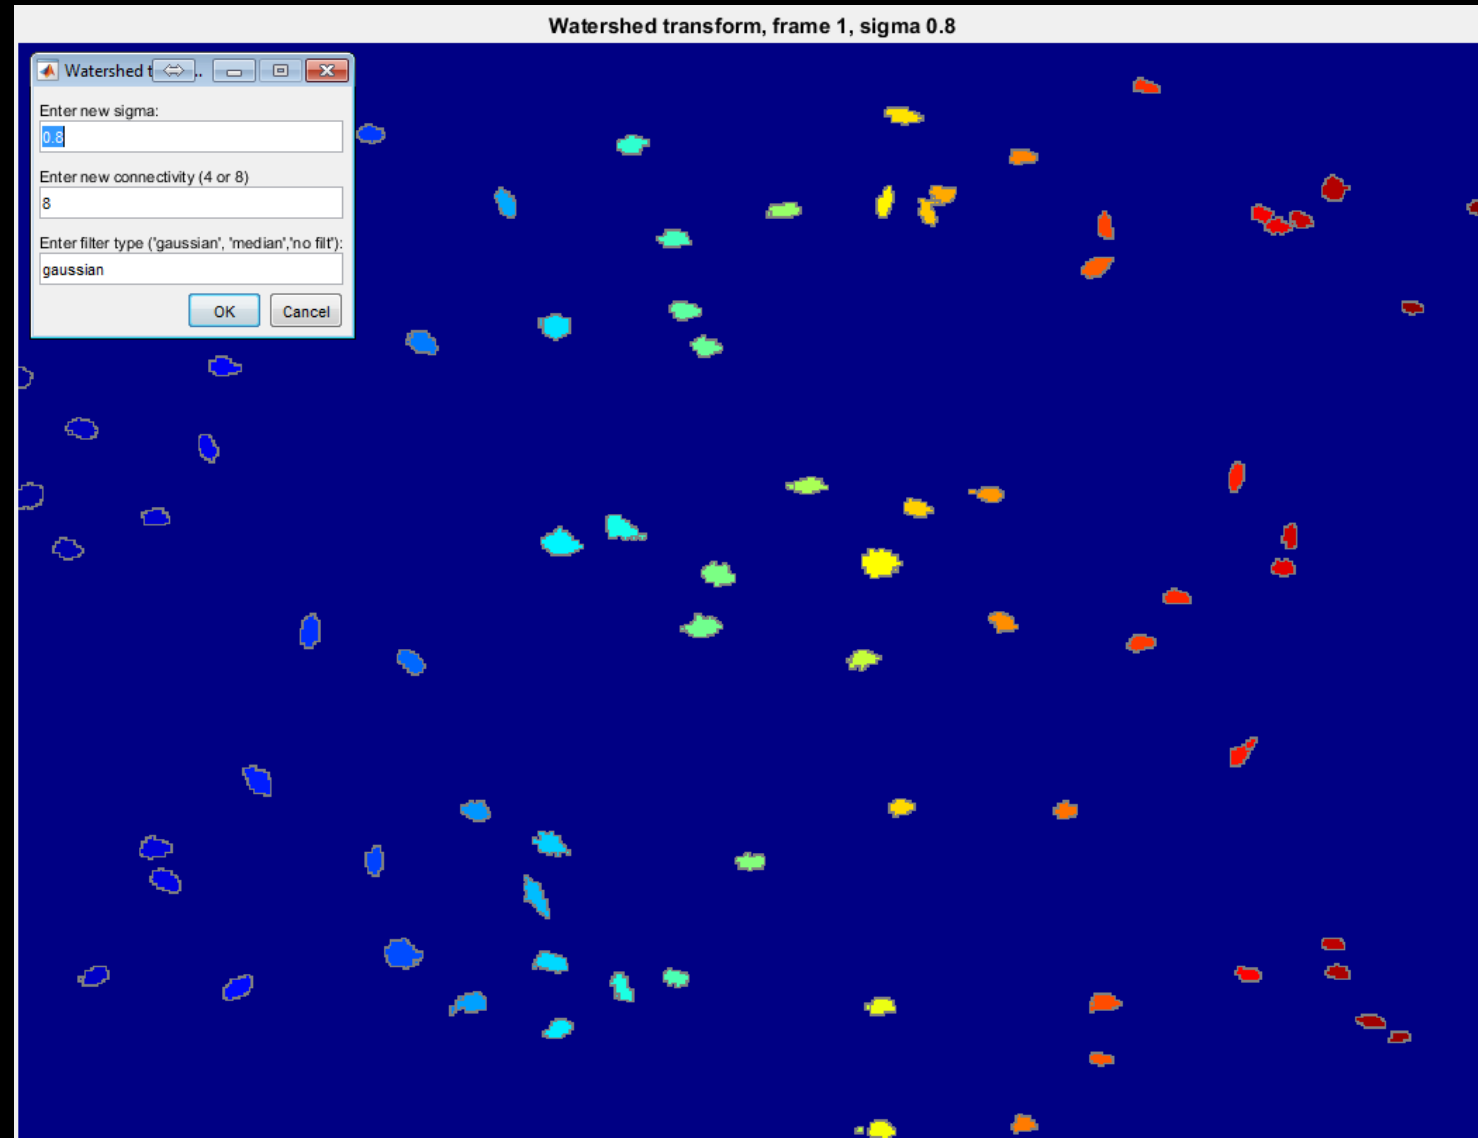 Watershed transform, frame 1, sigma 0.8
Watershed t ..
Enter new sigma:
0.8
Enter new connectivity (4 or 8)
8
Enter filter type ('gaussian', 'median','no filt'):
gaussian
OK
Cancel